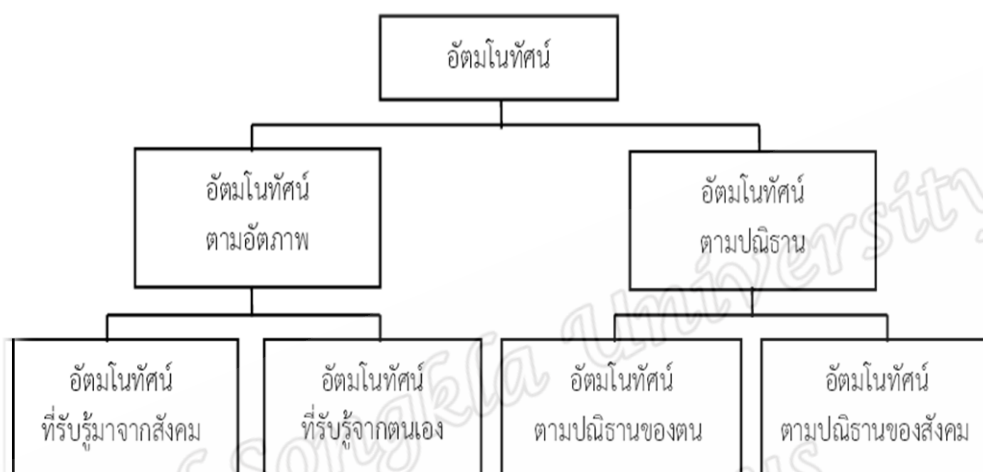 อัตมโนทัศน์
อัตมโนทัศน์
ตามอัตภาพ
อัตมโนทัศน์
ตามปณิธาน
อัตมโนทัศน์
ที่รับรู้มาจากสังคม
อัตมโนทัศน์
ที่รับรู้จากตนเอง
อัตมโนทัศน์
ตามปณิธานของตน
อัตมโนทัศน์
ตามปณิธานของสังคม
Songkla University